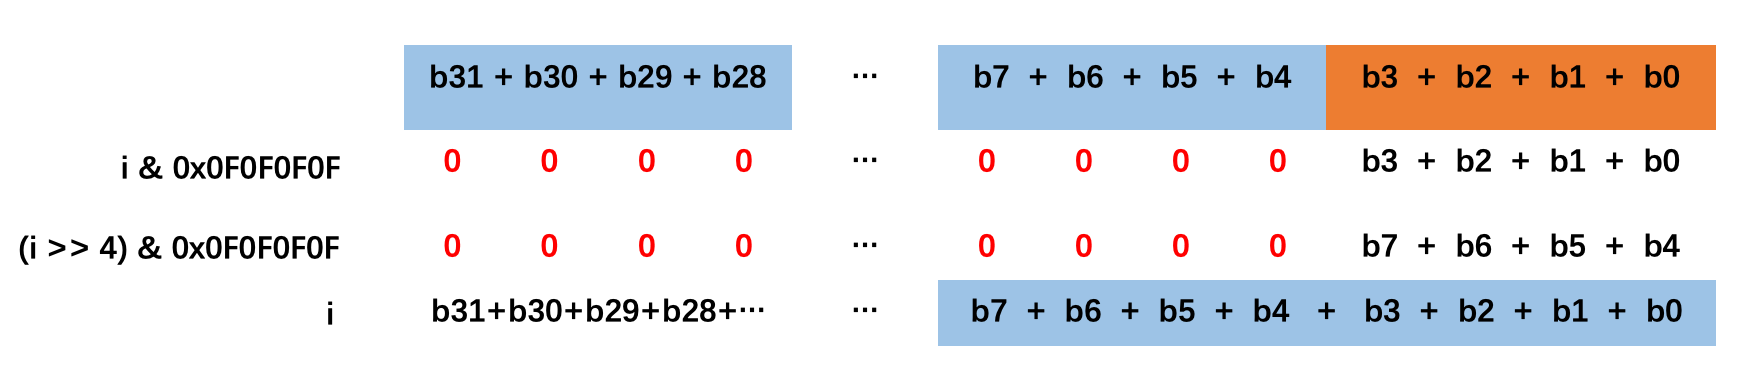 b31 + b30 + b29 + b28 ... b7 + b6 + b5 + b4 b3 + b2 + b1 + b0
i & 0x0F0F0F0F 0 0 0 0 ... 0 0 0 0 b3 + b2 + b1 + b0
(i >> 4) & 0x0F0F0F0F 0 0 0 0 ... 0 0 0 0 b7 + b6 + b5 + b4
i b31+b30+b29+b28+... ... b7 + b6 + b5 + b4 + b3 + b2 + b1 + b0